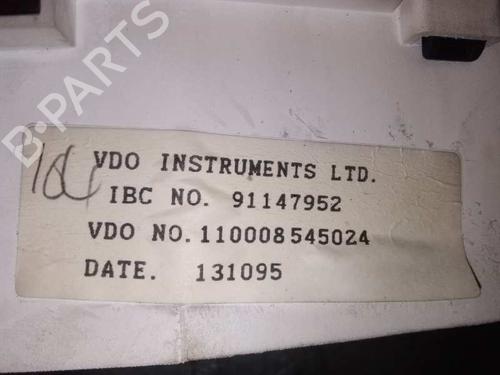 B-PARTS
VDO INSTRUMENTS LTD.
IBC NO. 91147952
VDO NO. 110008545024
DATE. 131095